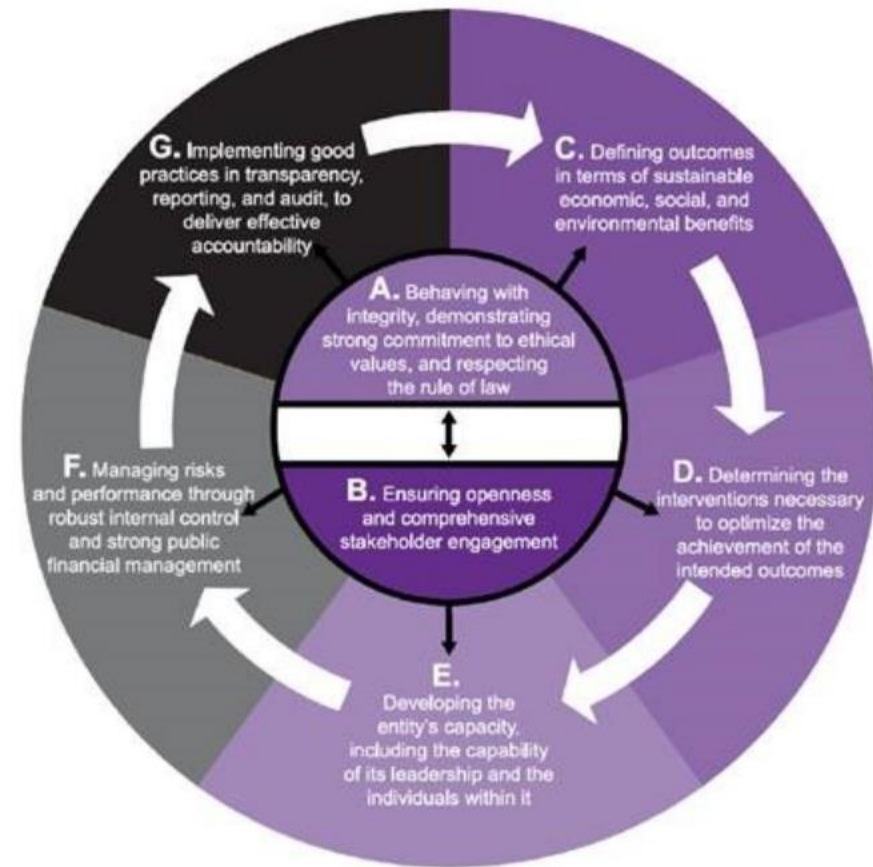 G. Implementing good
practices in transparency,
reporting, and audit, to
deliver effective
accountability
C. Defining outcomes
in terms of sustainable
economic, social, and
environmental benefits
A. Behaving with
integrity, demonstrating
strong commitment to ethical
values, and respecting
the rule of law
F. Managing risks
and performance through
robust internal control
and strong public
financial management
B. Ensuring openness
and comprehensive
stakeholder engagement
D. Determining the
interventions necessary
to optimize the
achievement of the
intended outcomes
E.
Developing the
entity's capacity,
including the capability
of its leadership and the
individuals within it